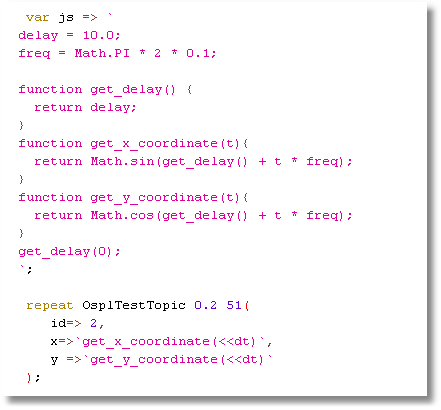 var js => `
delay = 10.0;
freq = Math.PI * 2 * 0.1;
function get_delay() {
return delay;
}
function get_x_coordinate(t){
return Math.sin(get_delay() + t * freq);
}
function get_y_coordinate(t){
return Math.cos(get_delay() + t * freq);
}
get_delay(0);
`;
repeat OsplTestTopic 0.2 51(
id=> 2,
x=>`get_x_coordinate(<<dt)`,
y =>`get_y_coordinate(<<dt)`
);